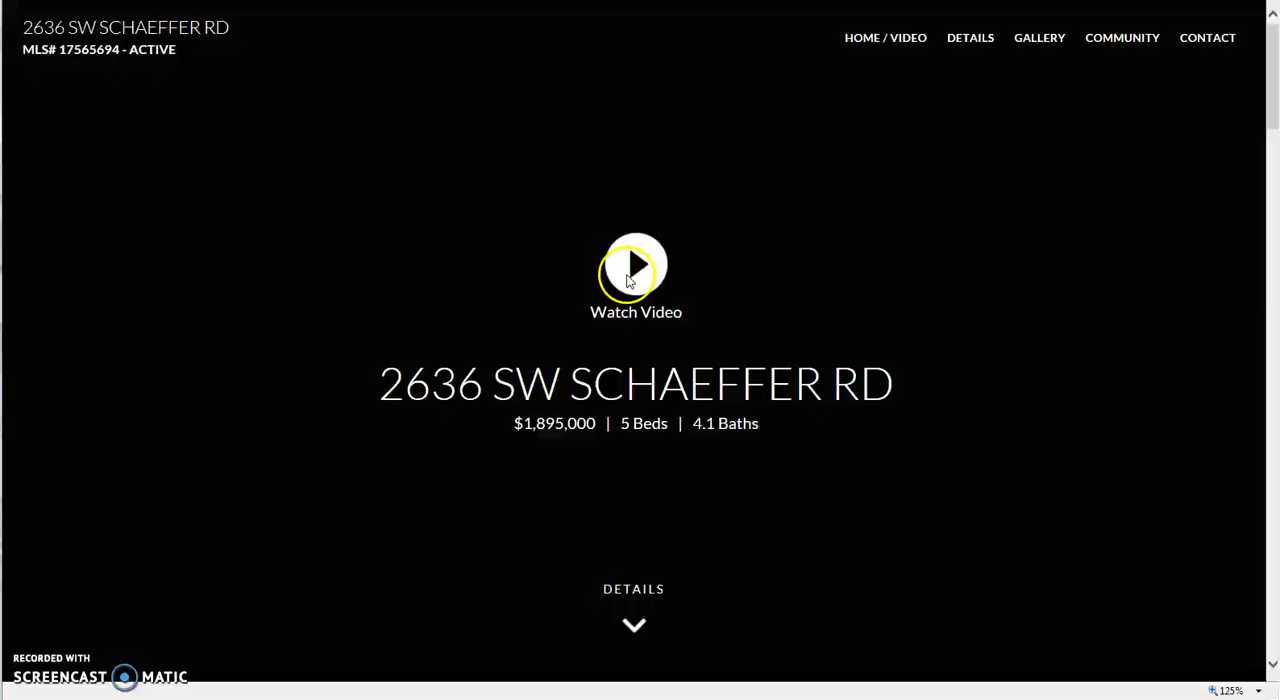 2636 SW SCHAEFFER RD
MLS# 17565694 - ACTIVE
HOME / VIDEO DETAILS GALLERY COMMUNITY CONTACT
Watch Video
2636 SW SCHAEFFER RD
$1,895,000 | 5 Beds | 4.1 Baths
DETAILS
RECORDED WITH
SCREENCAST MATIC
125%